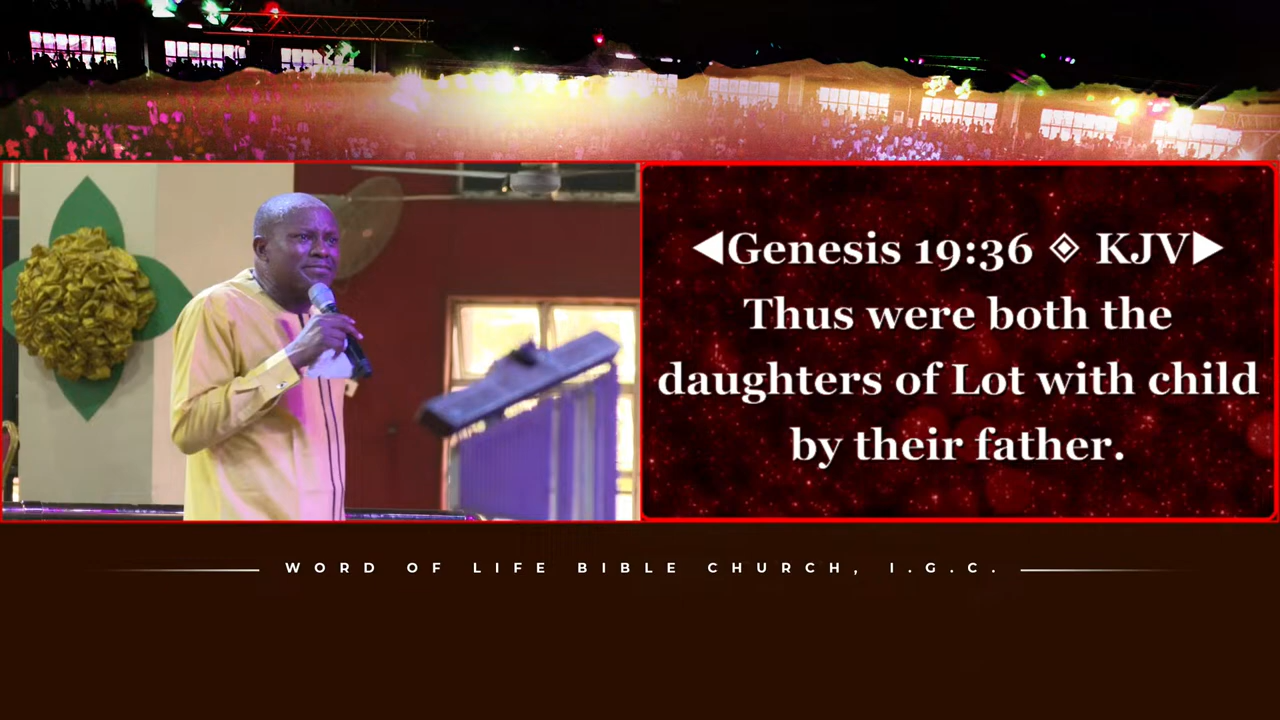 ◀Genesis 19:36 ◈ KJV▶
Thus were both the
daughters of Lot with child
by their father.
WORD OF LIFE BIBLE CHURCH, I.G.C.